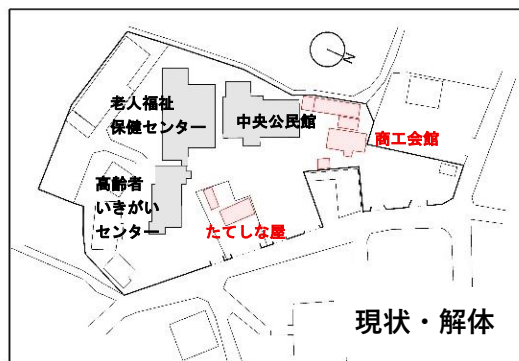 N
老人福祉
保健センター
中央公民館
商工会館
高齢者
いきがい
センター
たてしな屋
現状・解体